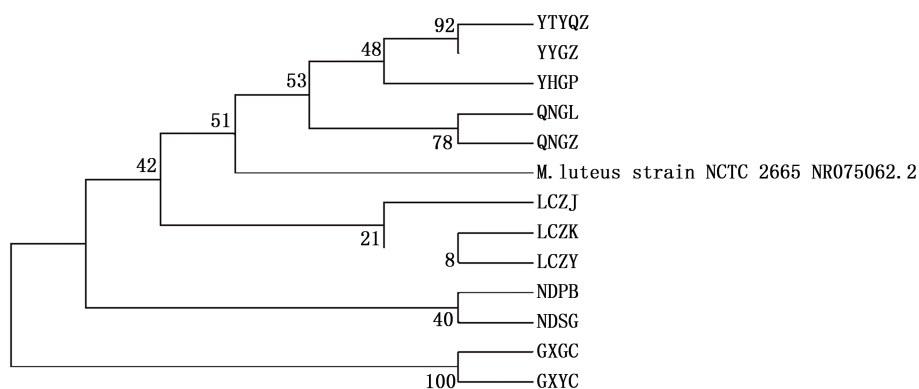 92 YTYQZ
YYGZ
48
YHGP
53
QNGL
51
78 QNGZ
42
M.luteus strain NCTC 2665 NR075062.2
LCZJ
21
LCZK
8 LCZY
NDPB
40 NDSG
GXGC
100 GXYC